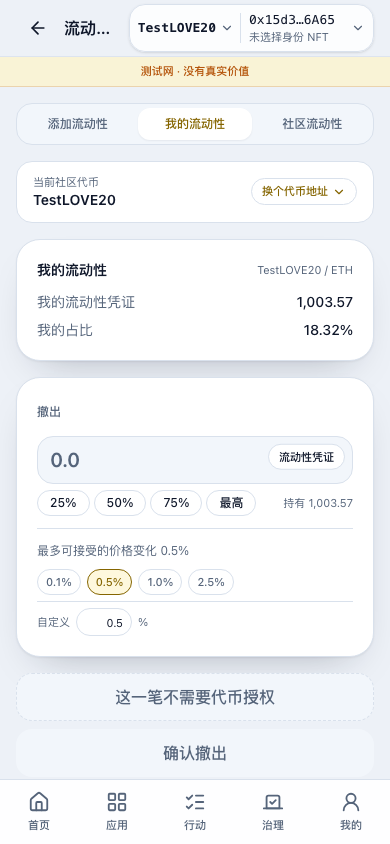 流动...
TestLOVE20
0x15d3…6A65
未选择身份 NFT
测试网 · 没有真实价值
添加流动性
我的流动性
社区流动性
当前社区代币
TestLOVE20
换个代币地址
我的流动性
TestLOVE20 / ETH
我的流动性凭证
1,003.57
我的占比
18.32%
撤出
0.0
流动性凭证
25%
50%
75%
最高
持有 1,003.57
最多可接受的价格变化 0.5%
0.1%
0.5%
1.0%
2.5%
自定义
0.5
%
这一笔不需要代币授权
确认撤出
首页
应用
行动
治理
我的